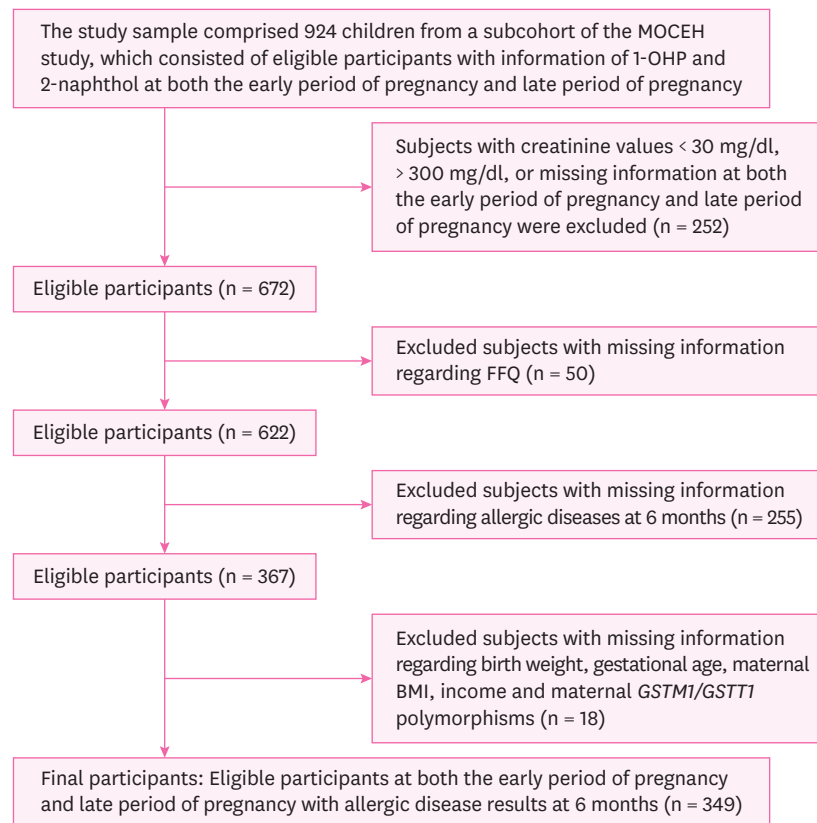 The study sample comprised 924 children from a subcohort of the MOCEH
study, which consisted of eligible participants with information of 1-OHP and
2-naphthol at both the early period of pregnancy and late period of pregnancy
Subjects with creatinine values < 30 mg/dl,
> 300 mg/dl, or missing information at both
the early period of pregnancy and late period
of pregnancy were excluded (n = 252)
Eligible participants (n = 672)
Excluded subjects with missing information
regarding FFQ (n = 50)
Eligible participants (n = 622)
Excluded subjects with missing information
regarding allergic diseases at 6 months (n = 255)
Eligible participants (n = 367)
Excluded subjects with missing information
regarding birth weight, gestational age, maternal
BMI, income and maternal GSTM1/GSTT1
polymorphisms (n = 18)
Final participants: Eligible participants at both the early period of pregnancy
and late period of pregnancy with allergic disease results at 6 months (n = 349)